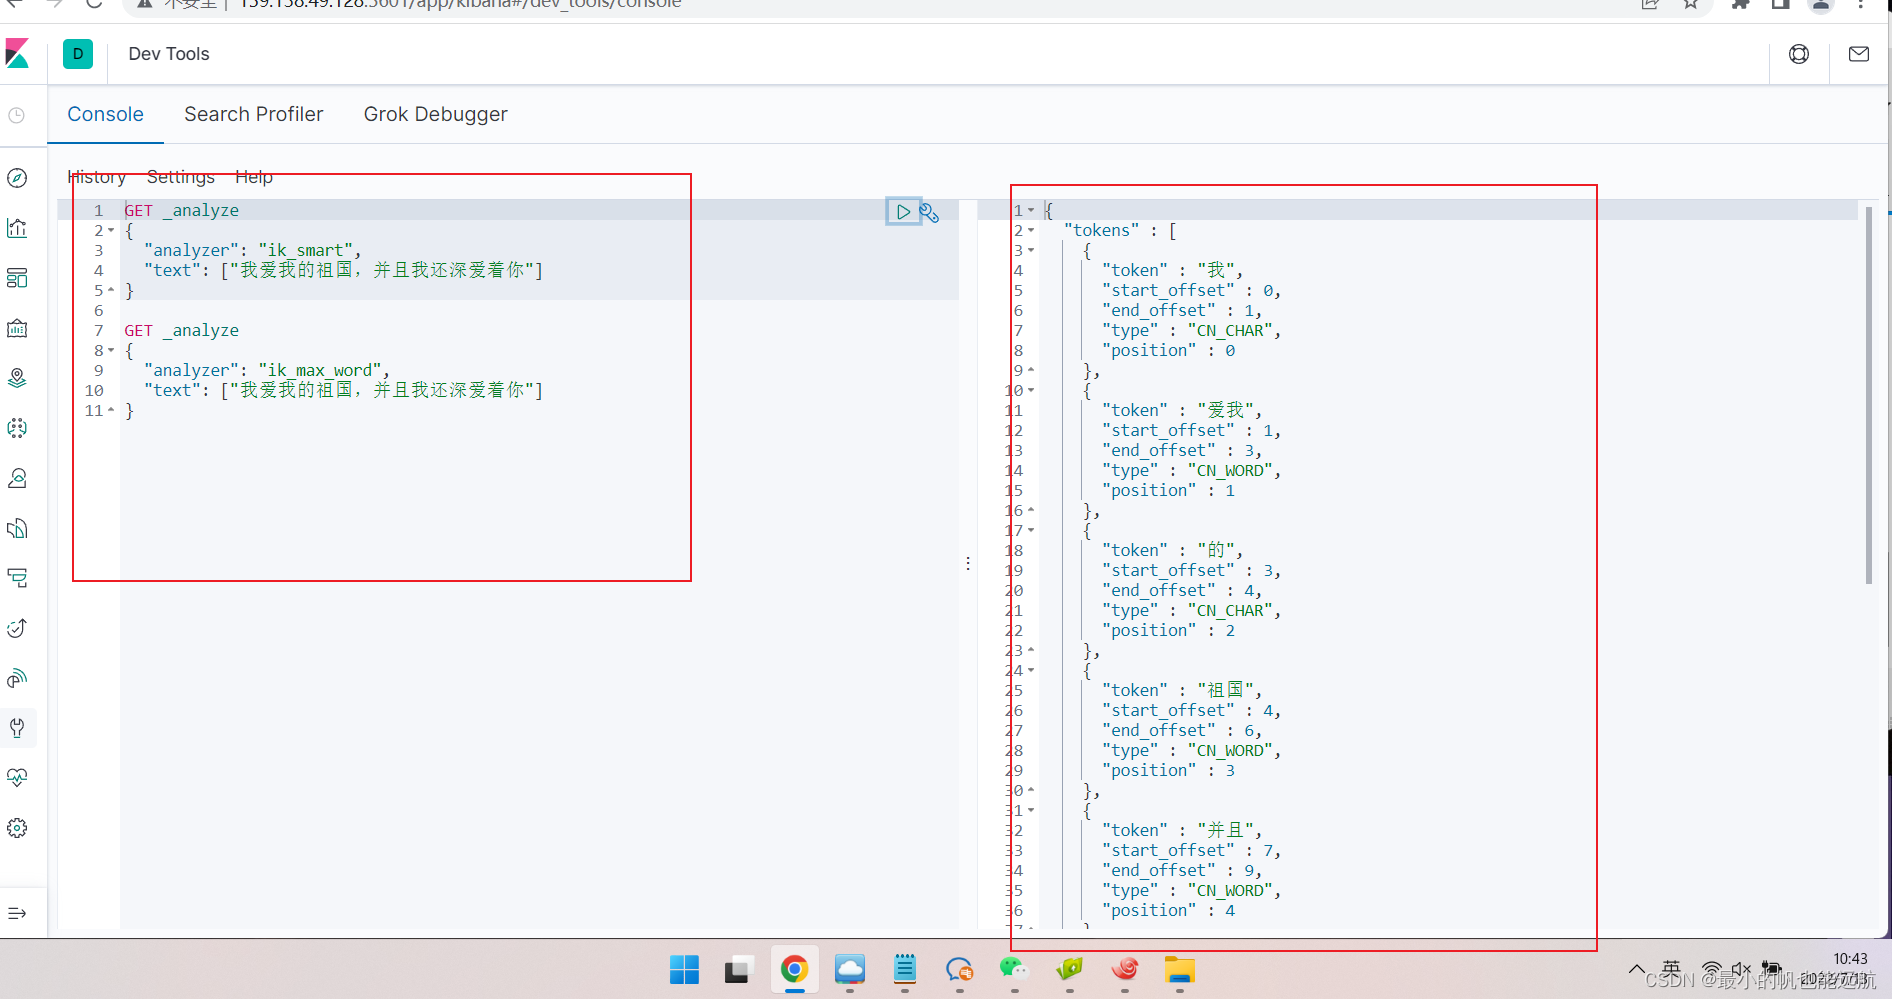 不安全 | 159.138.49.128:5601/app/kibana#/dev_tools/console
D Dev Tools
Console Search Profiler Grok Debugger
History Settings Help
1 GET _analyze
2 {
3 "analyzer": "ik_smart",
4 "text": ["我爱我的祖国，并且我还深爱着你"]
5 }
6
7 GET _analyze
8 {
9 "analyzer": "ik_max_word",
10 "text": ["我爱我的祖国，并且我还深爱着你"]
11 }
1 {
2 "tokens" : [
3 {
4 "token" : "我",
5 "start_offset" : 0,
6 "end_offset" : 1,
7 "type" : "CN_CHAR",
8 "position" : 0
9 },
10 {
11 "token" : "爱我",
12 "start_offset" : 1,
13 "end_offset" : 3,
14 "type" : "CN_WORD",
15 "position" : 1
16 },
17 {
18 "token" : "的",
19 "start_offset" : 3,
20 "end_offset" : 4,
21 "type" : "CN_CHAR",
22 "position" : 2
23 },
24 {
25 "token" : "祖国",
26 "start_offset" : 4,
27 "end_offset" : 6,
28 "type" : "CN_WORD",
29 "position" : 3
30 },
31 {
32 "token" : "并且",
33 "start_offset" : 7,
34 "end_offset" : 9,
35 "type" : "CN_WORD",
36 "position" : 4
37 }
英
10:43
CSDN @最小的帆也能远航